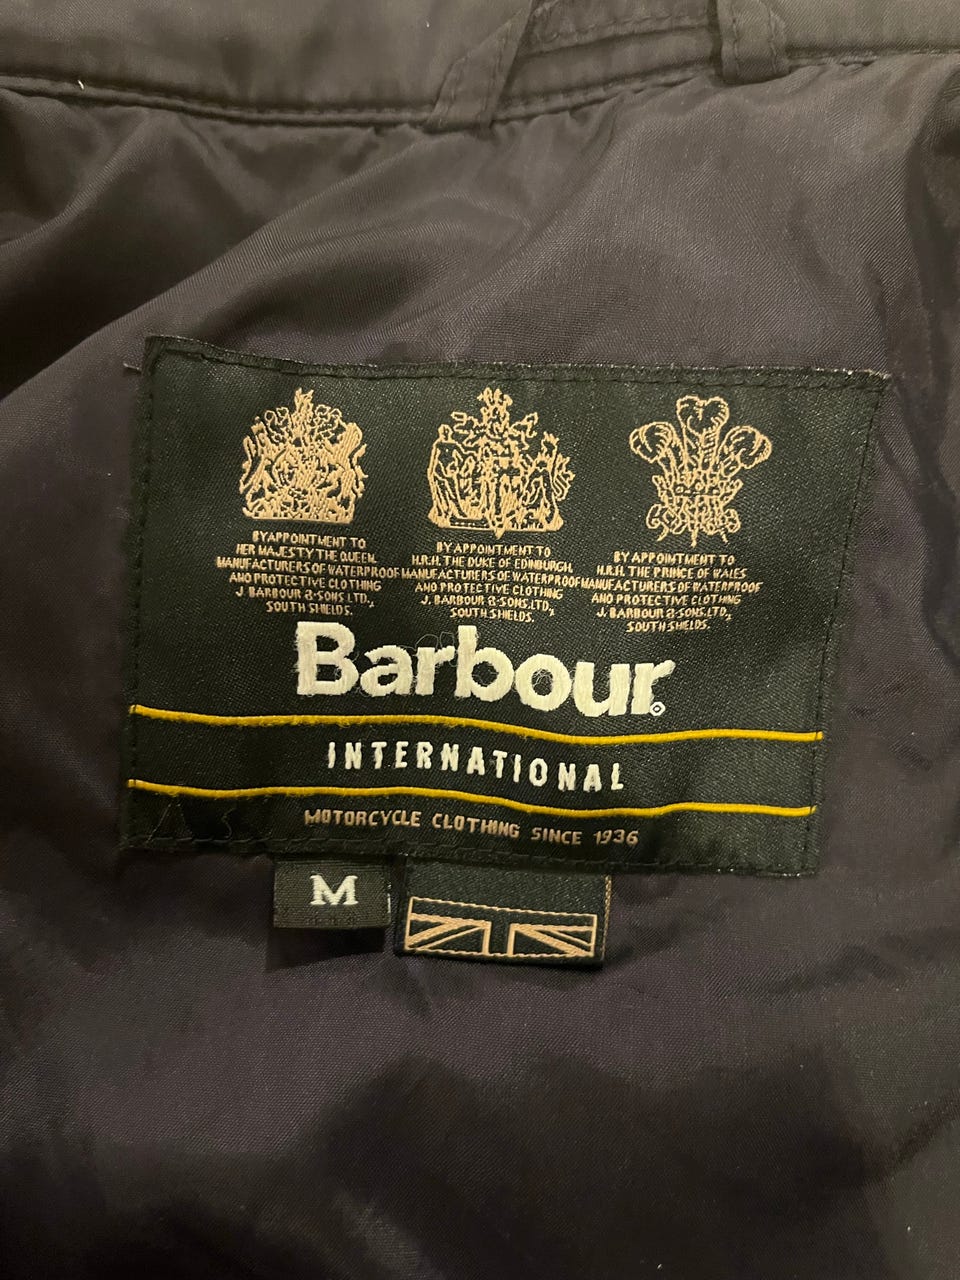 BY APPOINTMENT TO
HER MAJESTY THE QUEEN
MANUFACTURERS OF WATERPROOF
AND PROTECTIVE CLOTHING
J. BARBOUR & SONS LTD.,
SOUTH SHIELDS.
BY APPOINTMENT TO
H.R.H. THE DUKE OF EDINBURGH
MANUFACTURERS OF WATERPROOF
AND PROTECTIVE CLOTHING
J. BARBOUR & SONS, LTD.,
SOUTH SHIELDS.
BY APPOINTMENT TO
H.R.H. THE PRINCE OF WALES
MANUFACTURERS OF WATERPROOF
AND PROTECTIVE CLOTHING
J. BARBOUR & SONS. LTD.,
SOUTH SHIELDS.
Barbour®
INTERNATIONAL
MOTORCYCLE CLOTHING SINCE 1936
M